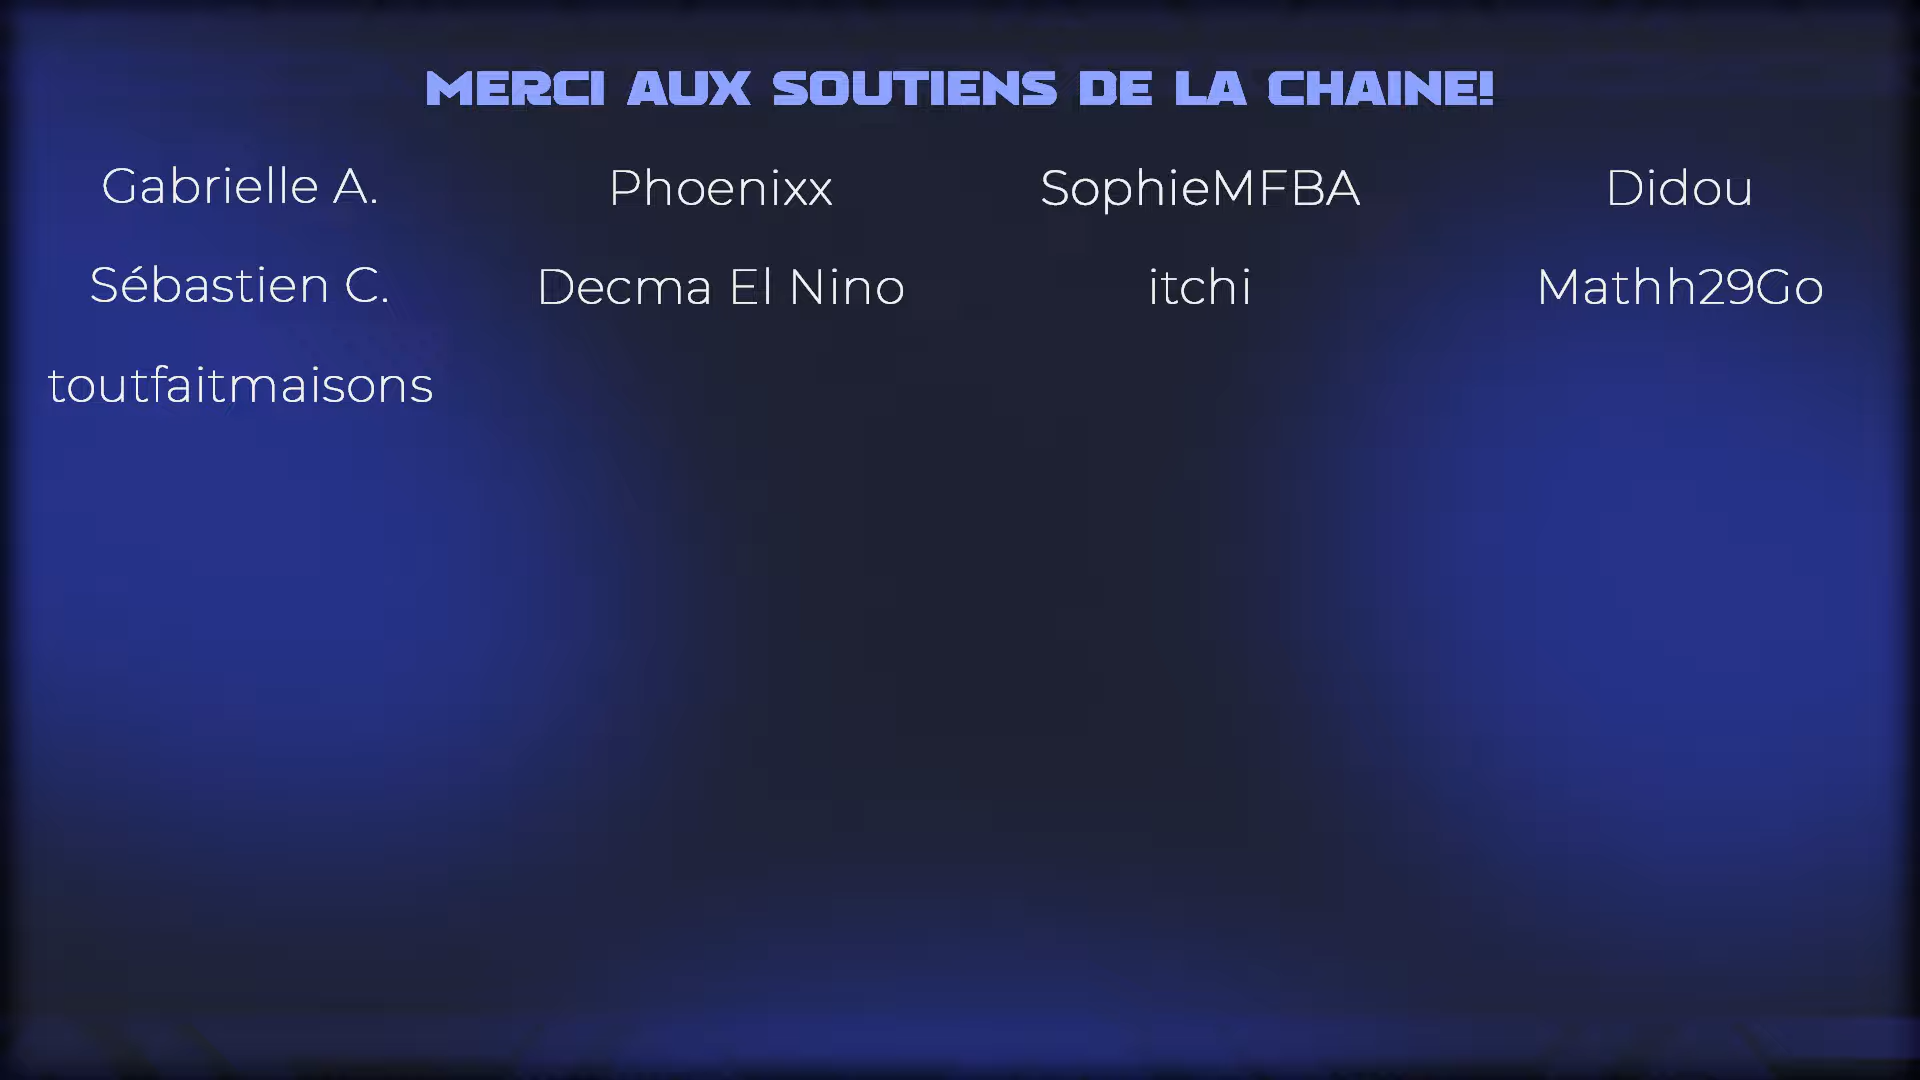 MERCI AUX SOUTIENS DE LA CHAINE!
Gabrielle A. Phoenixx SophieMFBA Didou
Sébastien C. Decma El Nino itchi Mathh29Go
toutfaitmaisons